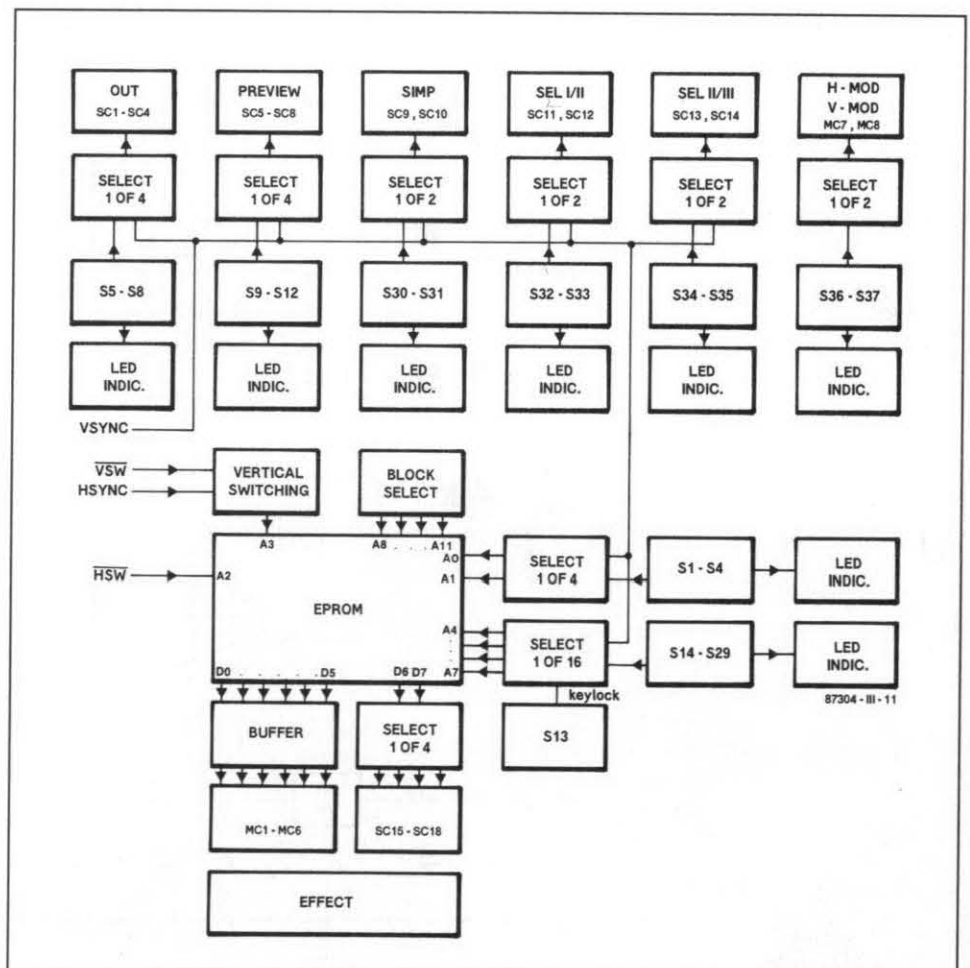 OUT
SC1 - SC4
PREVIEW
SC5 - SC8
SIMP
SC9 , SC10
SEL I/II
SC11 , SC12
SEL II/III
SC13 , SC14
H - MOD
V - MOD
MC7 , MC8
SELECT
1 OF 4
SELECT
1 OF 4
SELECT
1 OF 2
SELECT
1 OF 2
SELECT
1 OF 2
SELECT
1 OF 2
S5 - S8
S9 - S12
S30 - S31
S32 - S33
S34 - S35
S36 - S37
LED
INDIC.
LED
INDIC.
LED
INDIC.
LED
INDIC.
LED
INDIC.
LED
INDIC.
VSYNC
VSW
HSYNC
VERTICAL
SWITCHING
BLOCK
SELECT
A3
A8 . . . . A11
A0
A1
HSW
A2
EPROM
SELECT
1 OF 4
S1 - S4
LED
INDIC.
A4
.
.
A7
SELECT
1 OF 16
S14 - S29
LED
INDIC.
D0 . . . . . D5
D6 D7
keylock
87304 - III - 11
BUFFER
SELECT
1 OF 4
S13
MC1 - MC6
SC15 - SC18
EFFECT